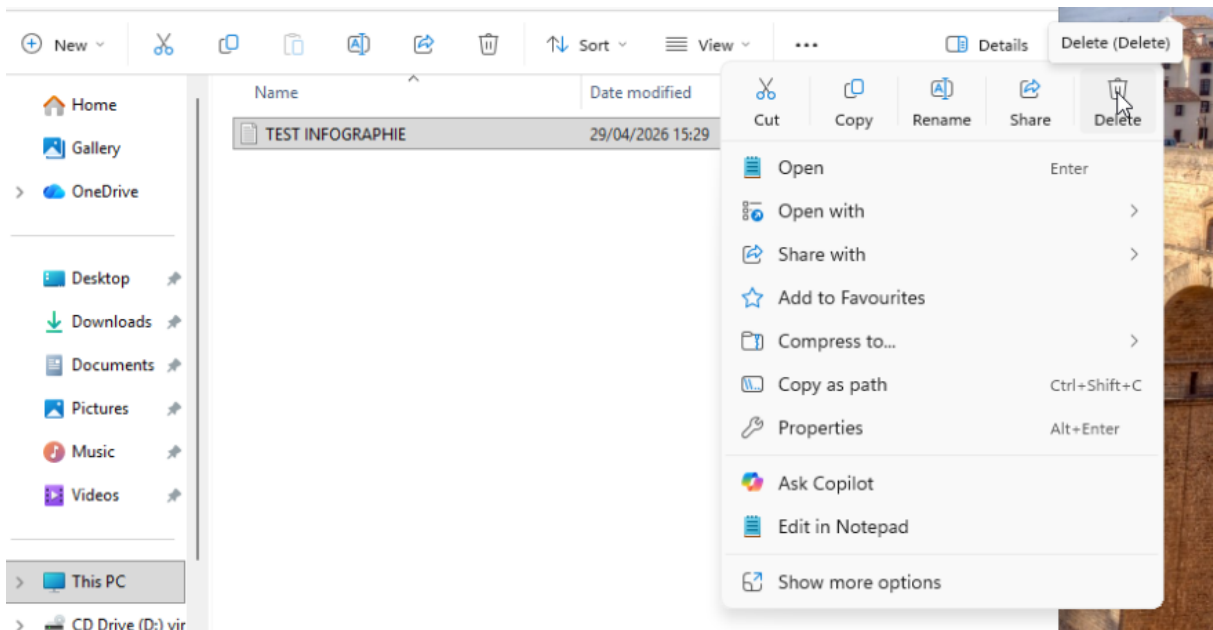 New
Sort
View
Details
Delete (Delete)
Home
Gallery
OneDrive
Desktop
Downloads
Documents
Pictures
Music
Videos
This PC
CD Drive (D:) vir
Name
Date modified
TEST INFOGRAPHIE
29/04/2026 15:29
Cut
Copy
Rename
Share
Delete
Open Enter
Open with
Share with
Add to Favourites
Compress to...
Copy as path Ctrl+Shift+C
Properties Alt+Enter
Ask Copilot
Edit in Notepad
Show more options